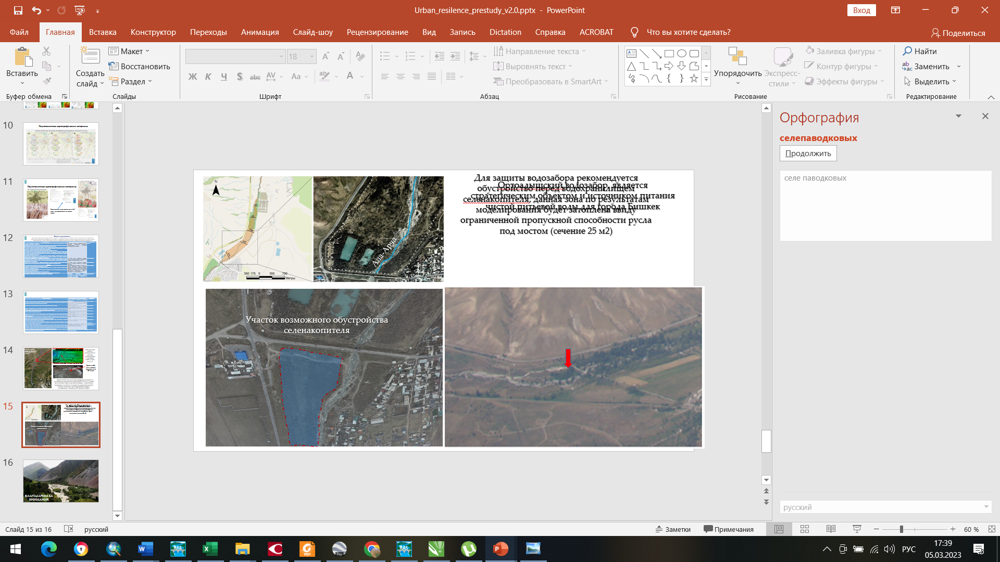 Urban_resilence_prestudy_v2.0.pptx - PowerPoint
Вход
Файл
Главная
Вставка
Конструктор
Переходы
Анимация
Слайд-шоу
Рецензирование
Вид
Запись
Dictation
Справка
ACROBAT
Что вы хотите сделать?
Поделиться
Вставить
Буфер обмена
Создать
слайд
Макет
Восстановить
Раздел
Слайды
18
Ж К Ч S abc AV Aa A
Шрифт
Направление текста
Выровнять текст
Преобразовать в SmartArt
Абзац
Упорядочить
Экспресс-
стили
Заливка фигуры
Контур фигуры
Эффекты фигуры
Рисование
Найти
Заменить
Выделить
Редактирование
10
11
12
13
14
15
16
БЛАГОДАРИМ ЗА
ВНИМАНИЕ
N
350 175 0 350 700
Метры
Ала-Арча
Для защиты водозабора рекомендуется
обустройство перед водохранилищем
селенакопителя, данная зона по результатам
моделирования будет затоплена ввиду
ограниченной пропускной способности русла
под мостом (сечение 25 м2)
Ортоалышский водозабор, является
стратегическим объектом и источником питания
чистой питьевой воды для города Бишкек
Участок возможного обустройства
селенакопителя
Орфография
селепаводковых
Продолжить
селе паводковых
русский
Слайд 15 из 16
русский
Заметки
Примечания
60 %
РУС
17:39
05.03.2023